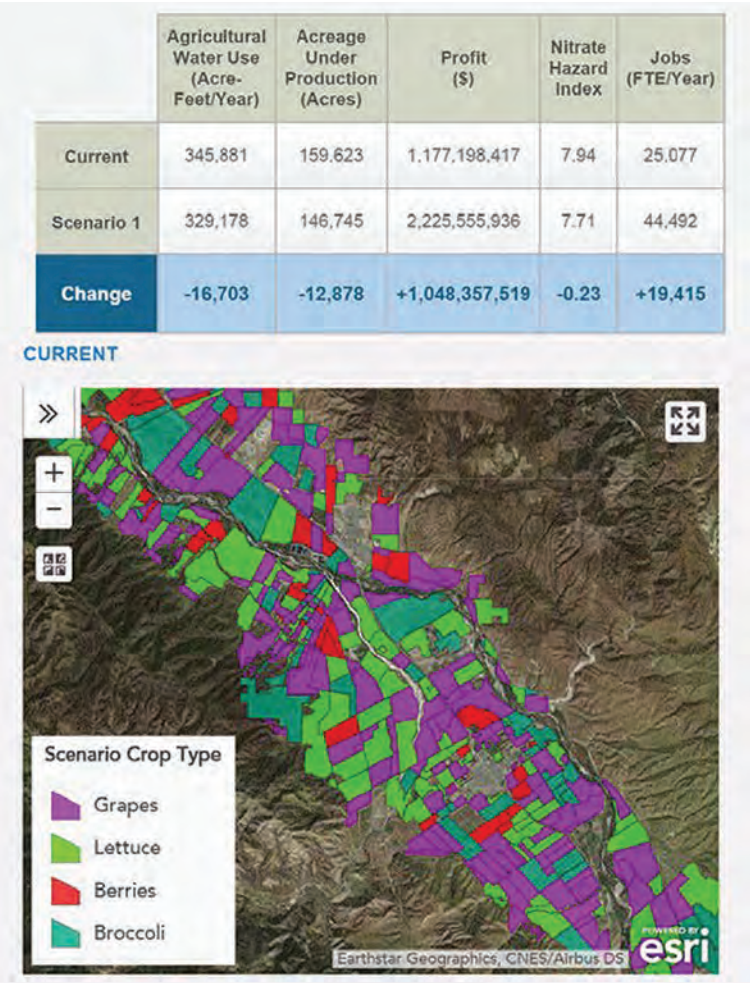 Agricultural
Water Use
(Acre-
Feet/Year)
Acreage
Under
Production
(Acres)
Profit
($)
Nitrate
Hazard
Index
Jobs
(FTE/Year)
Current 345,881 159,623 1,177,198,417 7.94 25,077
Scenario 1 329,178 146,745 2,225,555,936 7.71 44,492
Change -16,703 -12,878 +1,048,357,519 -0.23 +19,415
CURRENT
»
+
−
Scenario Crop Type
Grapes
Lettuce
Berries
Broccoli
POWERED BY
esri
Earthstar Geographics, CNES/Airbus DS